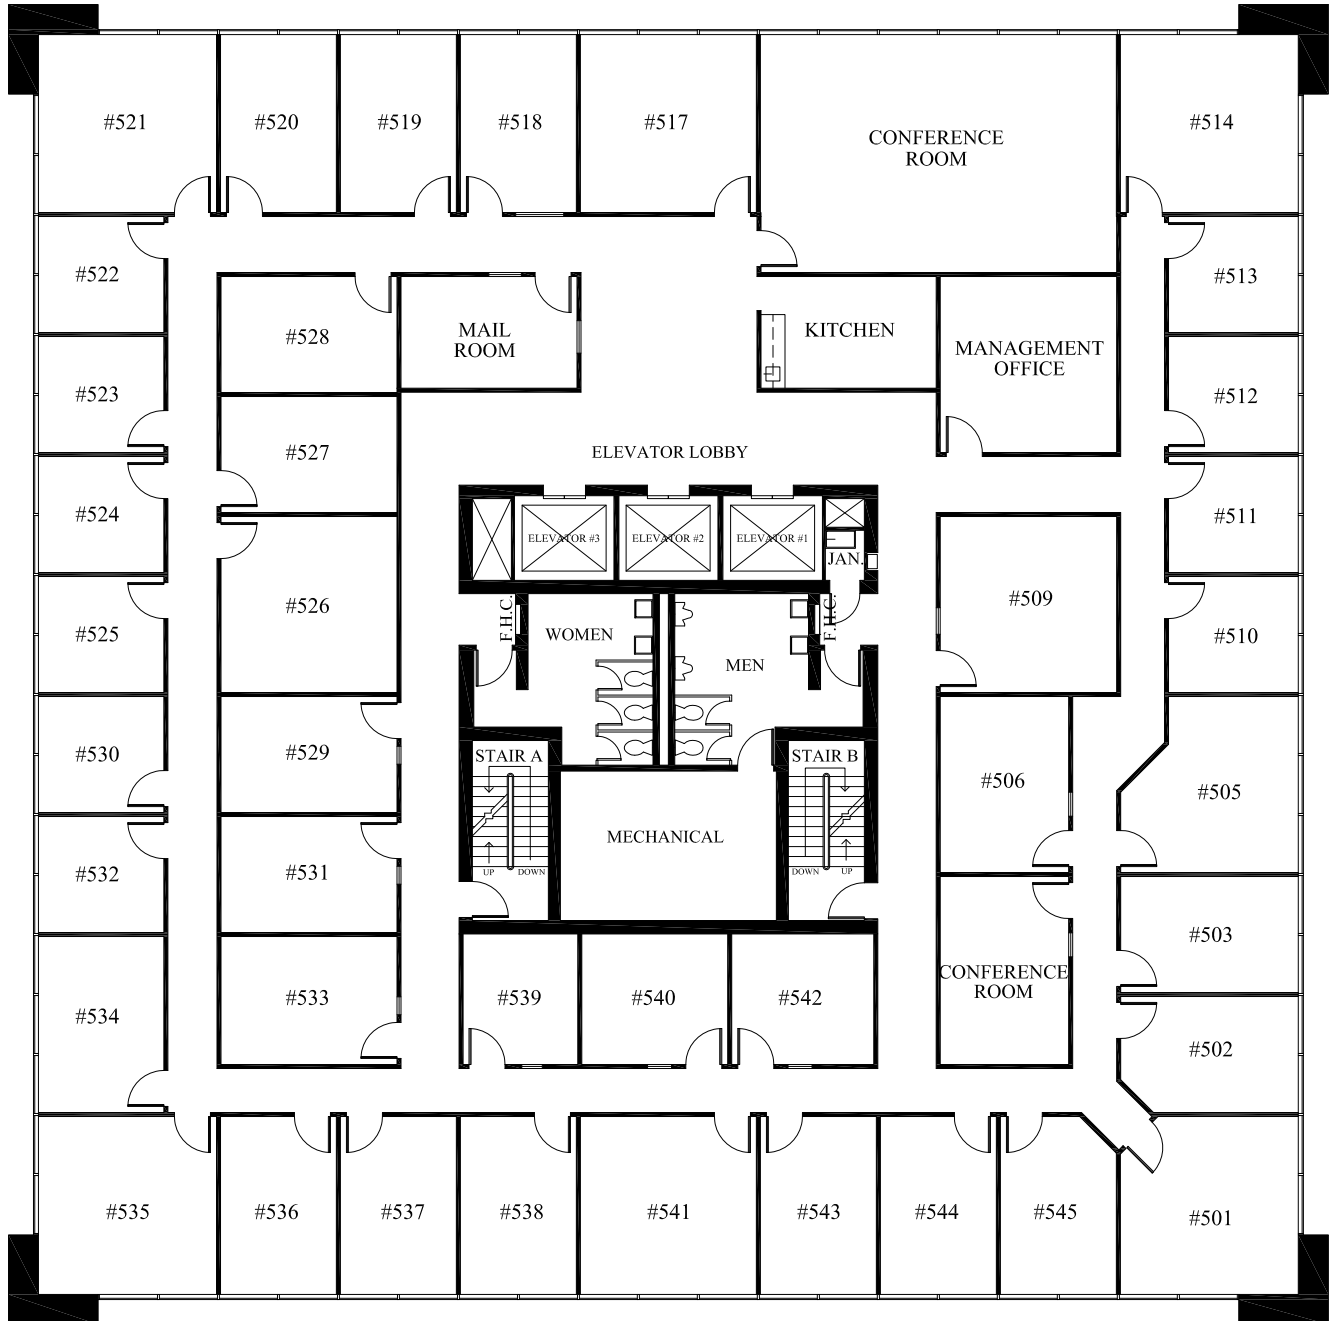 #521
#520
#519
#518
#517
CONFERENCE
ROOM
#514
#522
#513
#528
MAIL
ROOM
KITCHEN
MANAGEMENT
OFFICE
#523
#512
#527
ELEVATOR LOBBY
#524
#511
ELEVATOR #3
ELEVATOR #2
ELEVATOR #1
JAN.
#526
#509
F.H.C.
F.H.C.
#525
WOMEN
MEN
#510
#530
#529
STAIR A
STAIR B
#506
#505
MECHANICAL
#532
#531
UP
DOWN
DOWN
UP
#503
#534
#533
#539
#540
#542
CONFERENCE
ROOM
#502
#535
#536
#537
#538
#541
#543
#544
#545
#501